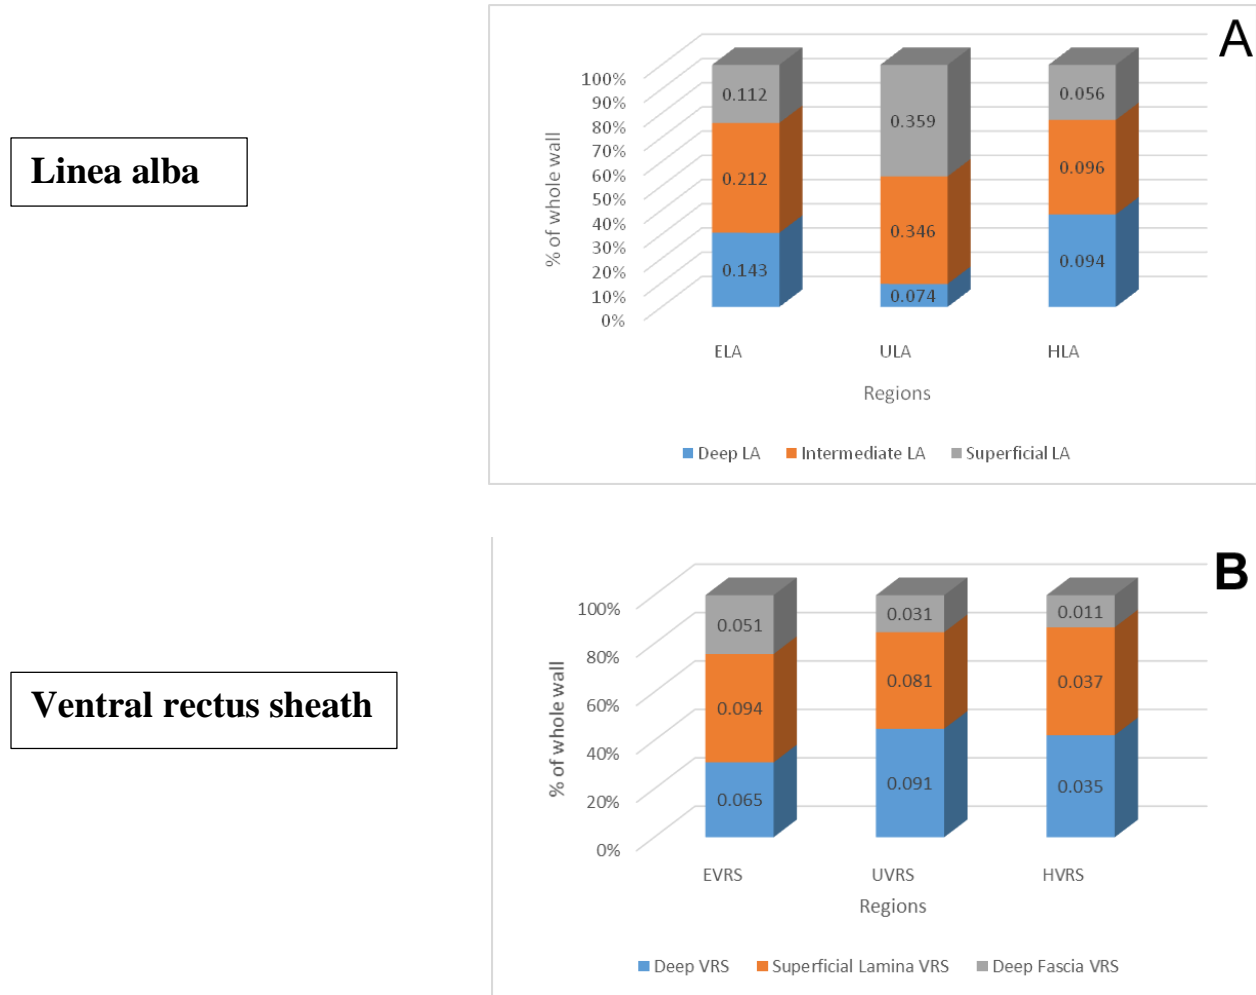 A
Linea alba
% of whole wall
100%
90%
80%
70%
60%
50%
40%
30%
20%
10%
0%
0.112
0.359
0.056
0.212
0.346
0.096
0.143
0.074
0.094
ELA
ULA
HLA
Regions
Deep LA
Intermediate LA
Superficial LA
B
Ventral rectus sheath
% of whole wall
100%
80%
60%
40%
20%
0%
0.051
0.031
0.011
0.094
0.081
0.037
0.065
0.091
0.035
EVRS
UVRS
HVRS
Regions
Deep VRS
Superficial Lamina VRS
Deep Fascia VRS